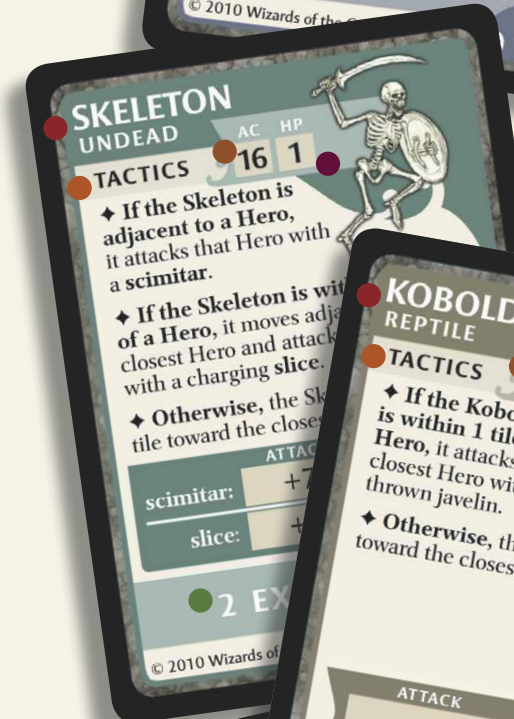 © 2010 Wizards of the
SKELETON
UNDEAD
AC HP
TACTICS 16 1
✦ If the Skeleton is
adjacent to a Hero,
it attacks that Hero with
a scimitar.
✦ If the Skeleton is
of a Hero, it moves
closest Hero and attack
with a charging slice.
✦ Otherwise, the
tile toward the
scimitar:
slice: +
2
© 2010 Wizards of
KOBOLD
REPTILE
TACTICS
✦ If the
is within 1
Hero, it attacks
closest Hero
thrown javelin.
✦ Otherwise,
toward the
ATTACK